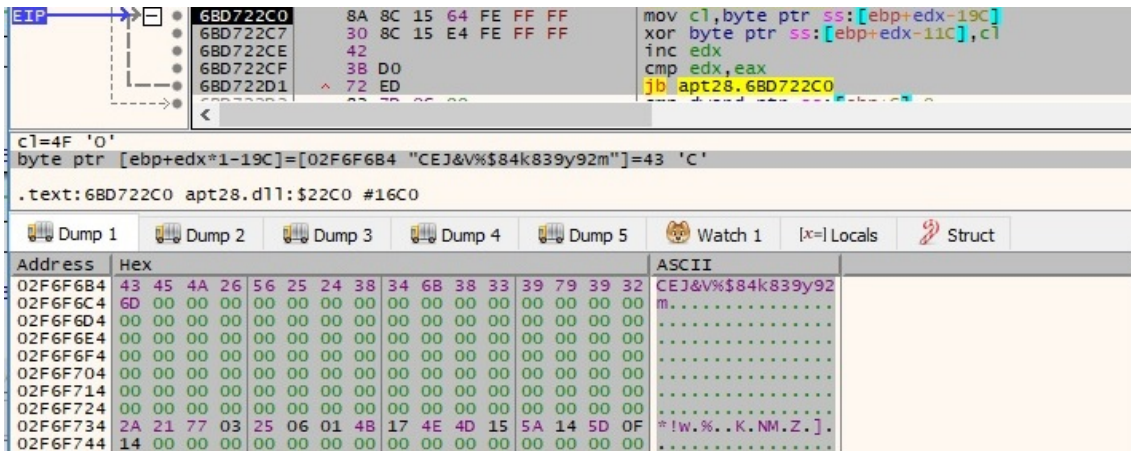 EIP
6BD722C0 8A 8C 15 64 FE FF FF mov cl,byte ptr ss:[ebp+edx-19C]
6BD722C7 30 8C 15 E4 FE FF FF xor byte ptr ss:[ebp+edx-11C],cl
6BD722CE 42 inc edx
6BD722CF 3B D0 cmp edx,eax
6BD722D1 ^ 72 ED jb apt28.6BD722C0
<
cl=4F 'O'
byte ptr [ebp+edx*1-19C]=[02F6F6B4 "CEJ&V%$84k839y92m"]=43 'C'
.text:6BD722C0 apt28.dll:$22C0 #16C0
Dump 1 Dump 2 Dump 3 Dump 4 Dump 5 Watch 1 [x=] Locals Struct
Address Hex ASCII
02F6F6B4 43 45 4A 26 56 25 24 38 34 6B 38 33 39 79 39 32 CEJ&V%$84k839y92
02F6F6C4 6D 00 00 00 00 00 00 00 00 00 00 00 00 00 00 00 m...............
02F6F6D4 00 00 00 00 00 00 00 00 00 00 00 00 00 00 00 00 ................
02F6F6E4 00 00 00 00 00 00 00 00 00 00 00 00 00 00 00 00 ................
02F6F6F4 00 00 00 00 00 00 00 00 00 00 00 00 00 00 00 00 ................
02F6F704 00 00 00 00 00 00 00 00 00 00 00 00 00 00 00 00 ................
02F6F714 00 00 00 00 00 00 00 00 00 00 00 00 00 00 00 00 ................
02F6F724 00 00 00 00 00 00 00 00 00 00 00 00 00 00 00 00 ................
02F6F734 2A 21 77 03 25 06 01 4B 17 4E 4D 15 5A 14 5D 0F *!w.%..K.NM.Z.].
02F6F744 14 00 00 00 00 00 00 00 00 00 00 00 00 00 00 00 ................